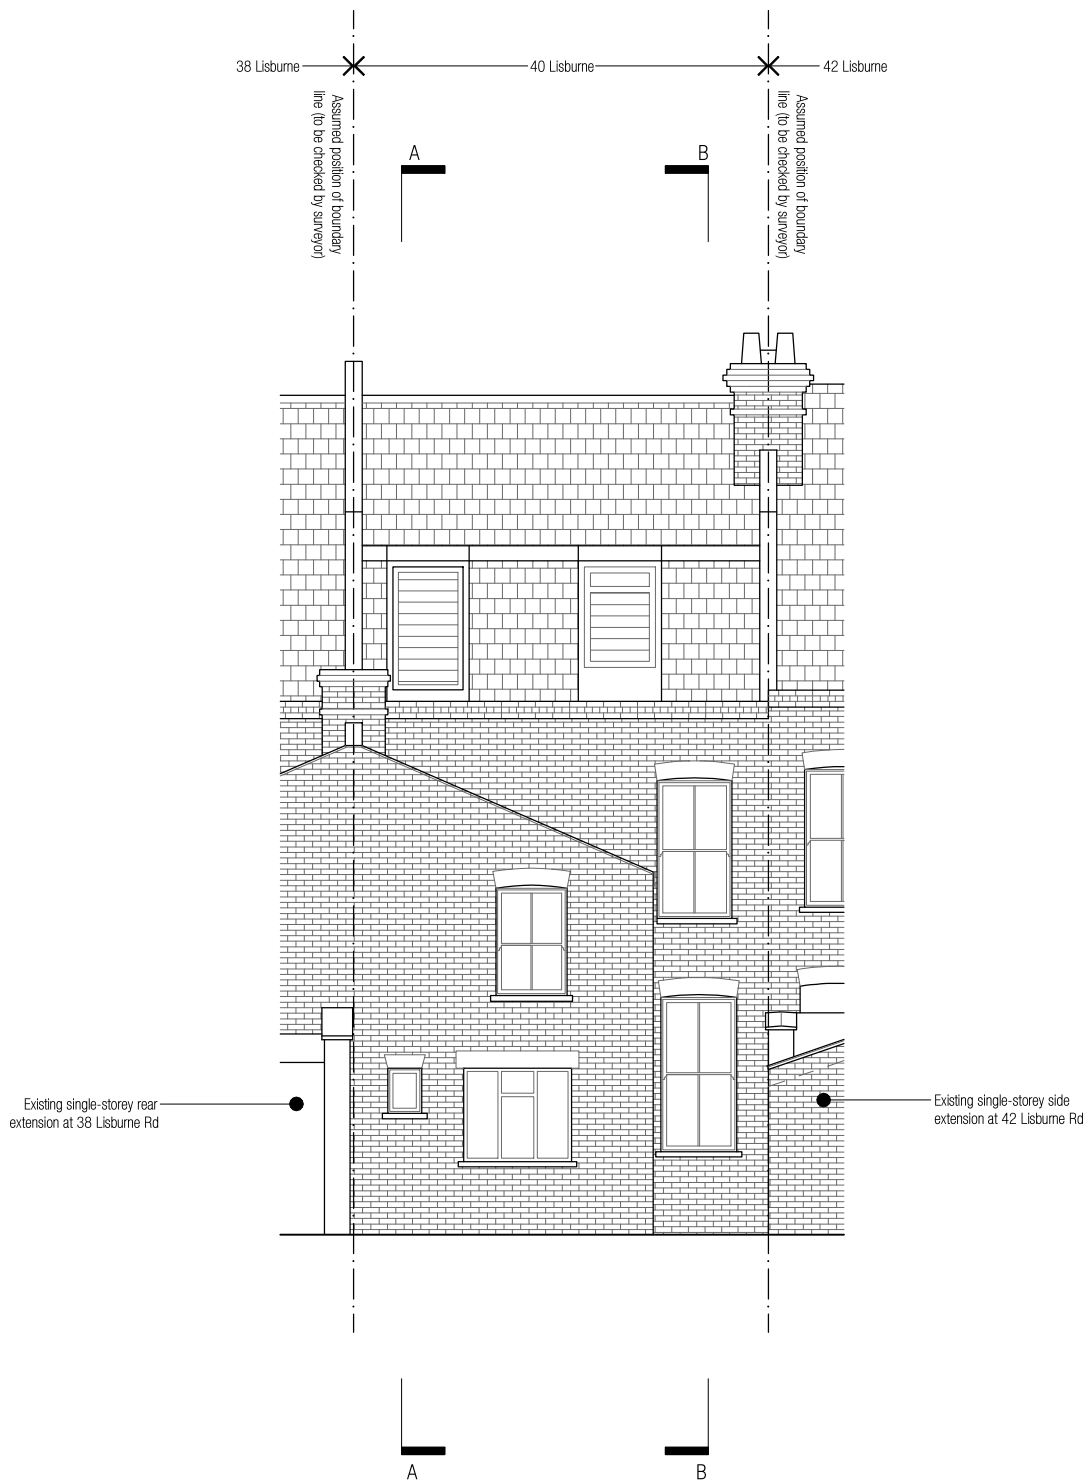 38 Lisburne
40 Lisburne
42 Lisburne
Assumed position of boundary
line (to be checked by surveyor)
Assumed position of boundary
line (to be checked by surveyor)
A
B
Existing single-storey rear
extension at 38 Lisburne Rd
Existing single-storey side
extension at 42 Lisburne Rd
A
B